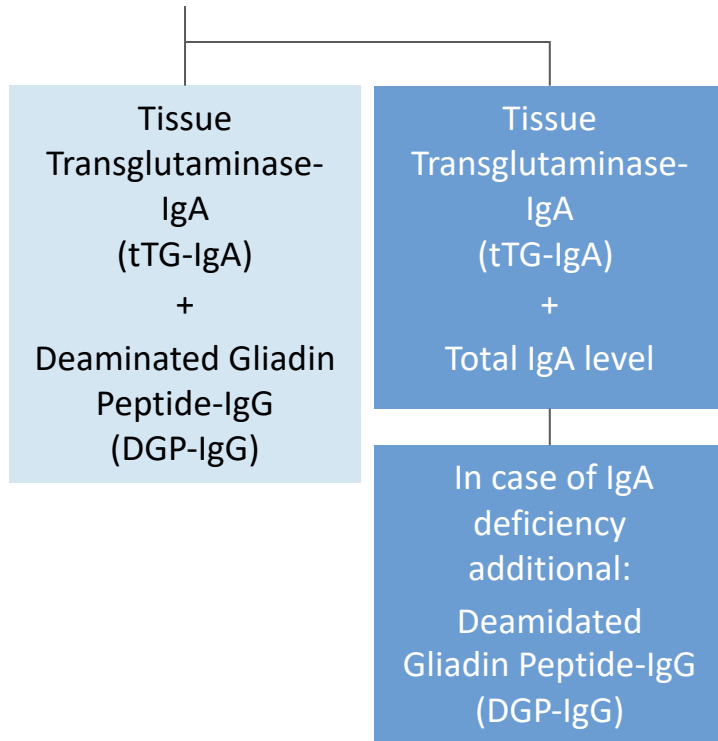 Tissue
Transglutaminase-
IgA
(tTG-IgA)
+
Deaminated Gliadin
Peptide-IgG
(DGP-IgG)
Tissue
Transglutaminase-
IgA
(tTG-IgA)
+
Total IgA level
In case of IgA
deficiency
additional:
Deamidated
Gliadin Peptide-IgG
(DGP-IgG)